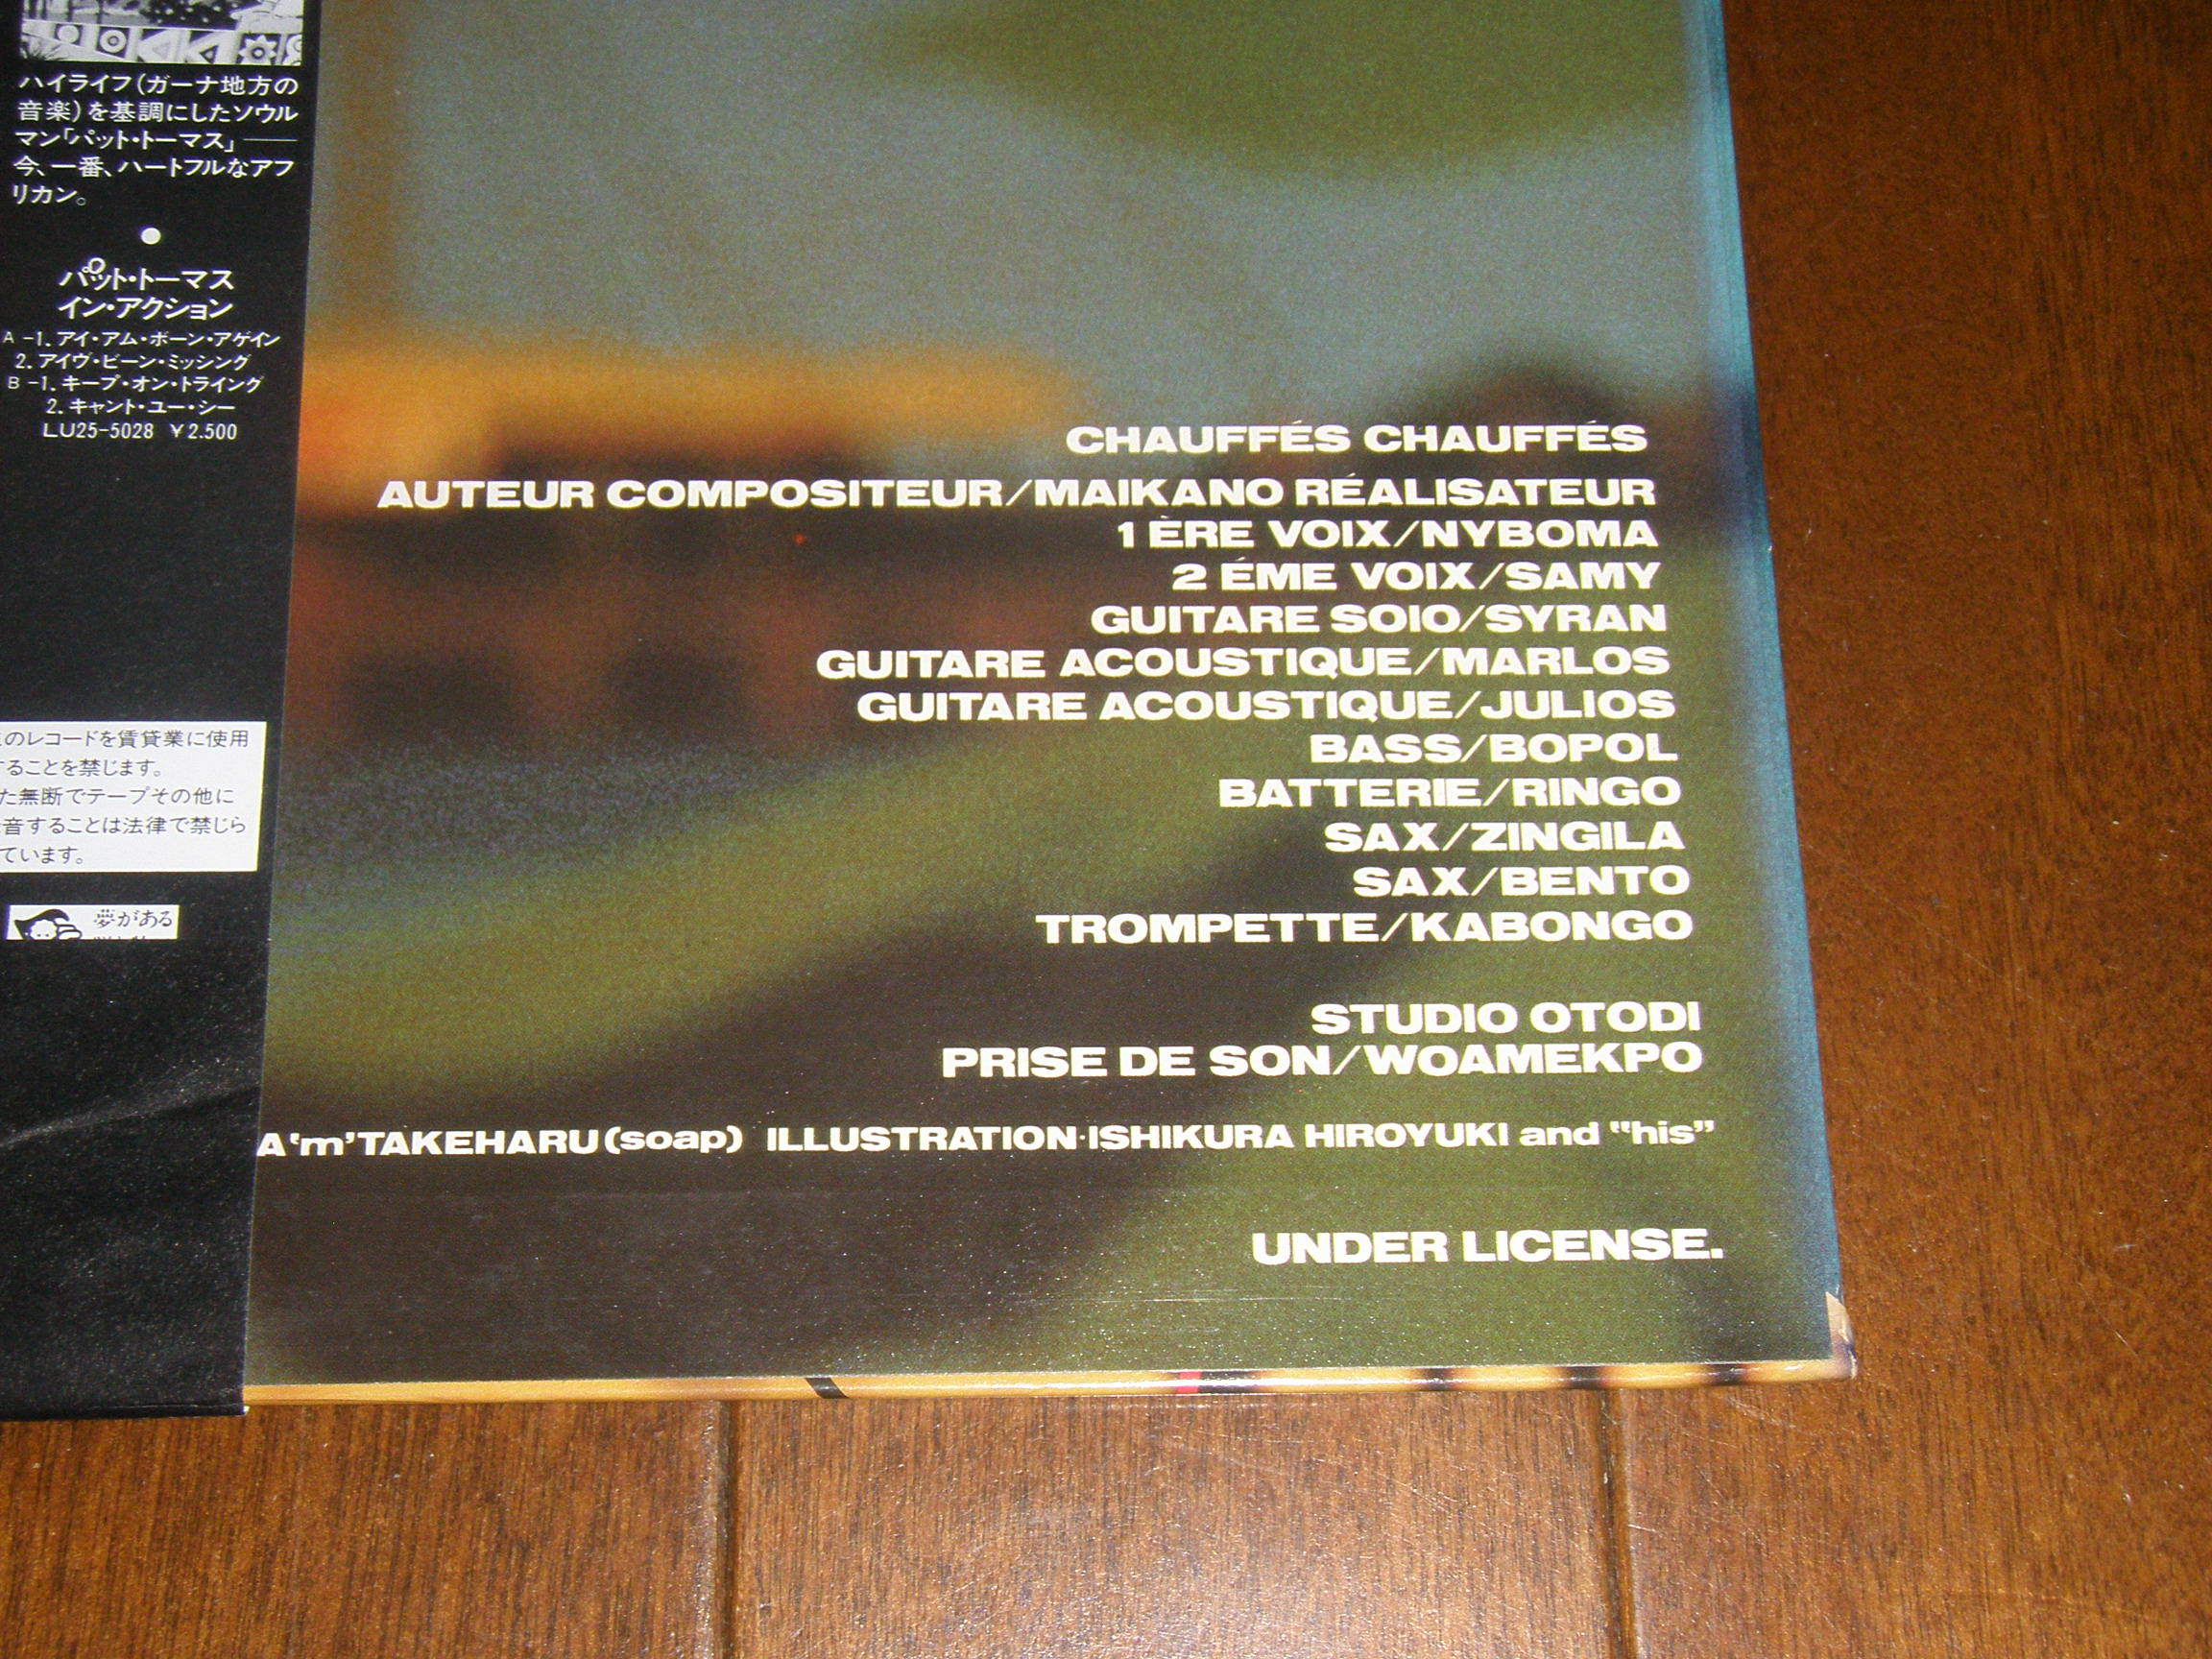 ハイライフ(ガーナ地方の
音楽)を基調にしたソウル
マン「パット・トーマス」──
今、一番、ハートフルなアフ
リカン。
●
パット・トーマス
イン・アクション
A-1. アイ・アム・ボーン・アゲイン
2. アイヴ・ビーン・ミッシング
B-1. キープ・オン・トライング
2. キャント・ユー・シー
LU25-5028 ￥2.500
のレコードを賃貸業に使用
ることを禁じます。
た無断でテープその他に
音することは法律で禁じら
ています。
夢がある
CHAUFFÉS CHAUFFÉS
AUTEUR COMPOSITEUR/MAIKANO RÉALISATEUR
1 ÈRE VOIX/NYBOMA
2 ÉME VOIX/SAMY
GUITARE SOIO/SYRAN
GUITARE ACOUSTIQUE/MARLOS
GUITARE ACOUSTIQUE/JULIOS
BASS/BOPOL
BATTERIE/RINGO
SAX/ZINGILA
SAX/BENTO
TROMPETTE/KABONGO
STUDIO OTODI
PRISE DE SON/WOAMEKPO
A‘m’TAKEHARU(soap) ILLUSTRATION·ISHIKURA HIROYUKI and “his”
UNDER LICENSE.